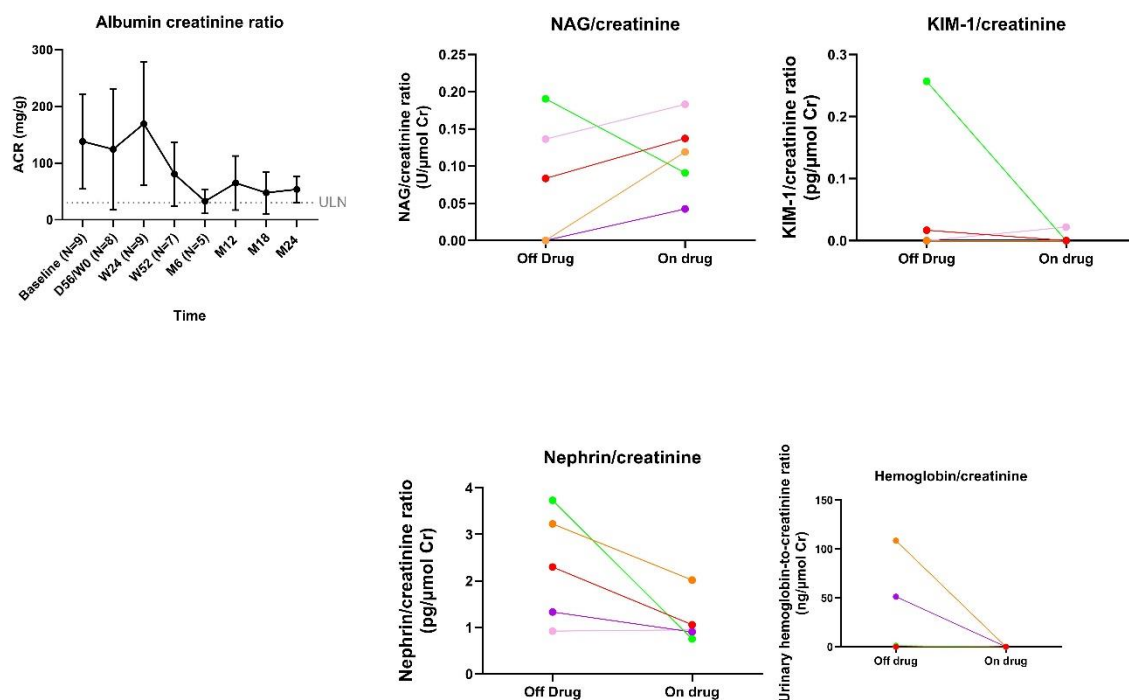 Albumin creatinine ratio
300
200
100
0
ACR (mg/g)
ULN
Baseline (N=9)
D56/W0 (N=8)
W24 (N=9)
W52 (N=7)
M6 (N=5)
M12
M18
M24
Time
NAG/creatinine
NAG/creatinine ratio
(U/μmol Cr)
0.20
0.15
0.10
0.05
0.00
Off Drug
On drug
KIM-1/creatinine
KIM-1/creatinine ratio
(pg/μmol Cr)
0.3
0.2
0.1
0.0
Off Drug
On drug
Nephrin/creatinine
Nephrin/creatinine ratio
(pg/μmol Cr)
4
3
2
1
0
Off Drug
On drug
Hemoglobin/creatinine
Urinary hemoglobin-to-creatinine ratio
(ng/μmol Cr)
150
100
50
0
Off drug
On drug